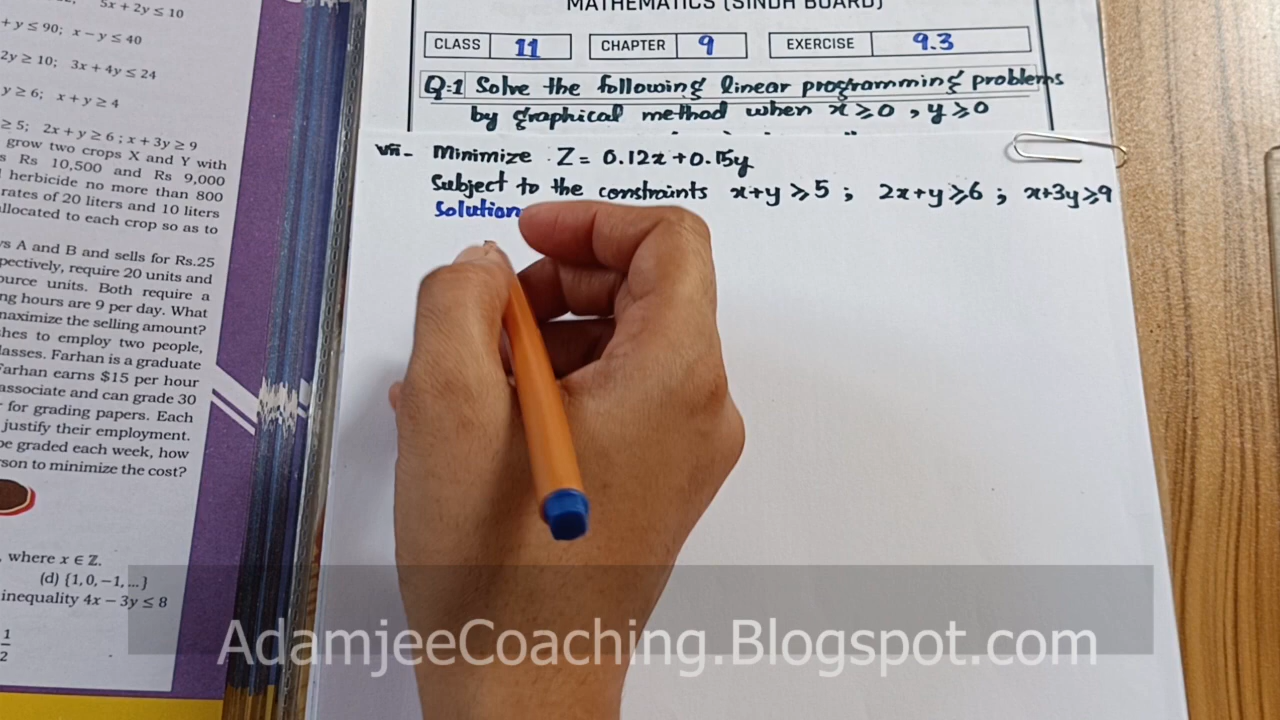 5x + 2y ≤ 10
+ y ≤ 90; x − y ≤ 40
2y ≥ 10; 3x + 4y ≤ 24
y ≥ 6; x + y ≥ 4
≥ 5; 2x + y ≥ 6 ; x + 3y ≥ 9
grow two crops X and Y with
s Rs 10,500 and Rs 9,000
herbicide no more than 800
rates of 20 liters and 10 liters
allocated to each crop so as to
A and B and sells for Rs.25
pectively, require 20 units and
ource units. Both require a
ng hours are 9 per day. What
maximize the selling amount?
shes to employ two people,
lasses. Farhan is a graduate
Farhan earns $15 per hour
associate and can grade 30
for grading papers. Each
justify their employment.
be graded each week, how
rson to minimize the cost?
, where x ∈ ℤ.
(d) {1, 0, −1, ... }
inequality 4x − 3y ≤ 8
1
2
MATHEMATICS (SINDH BOARD)
CLASS 11 CHAPTER 9 EXERCISE 9.3
Q:1 Solve the following linear programming problems
by graphical method when x ≥ 0 , y ≥ 0
vii- Minimize Z = 0.12x + 0.15y
Subject to the constraints x+y ≥ 5 ; 2x+y ≥ 6 ; x+3y ≥ 9
Solution
AdamjeeCoaching.Blogspot.com